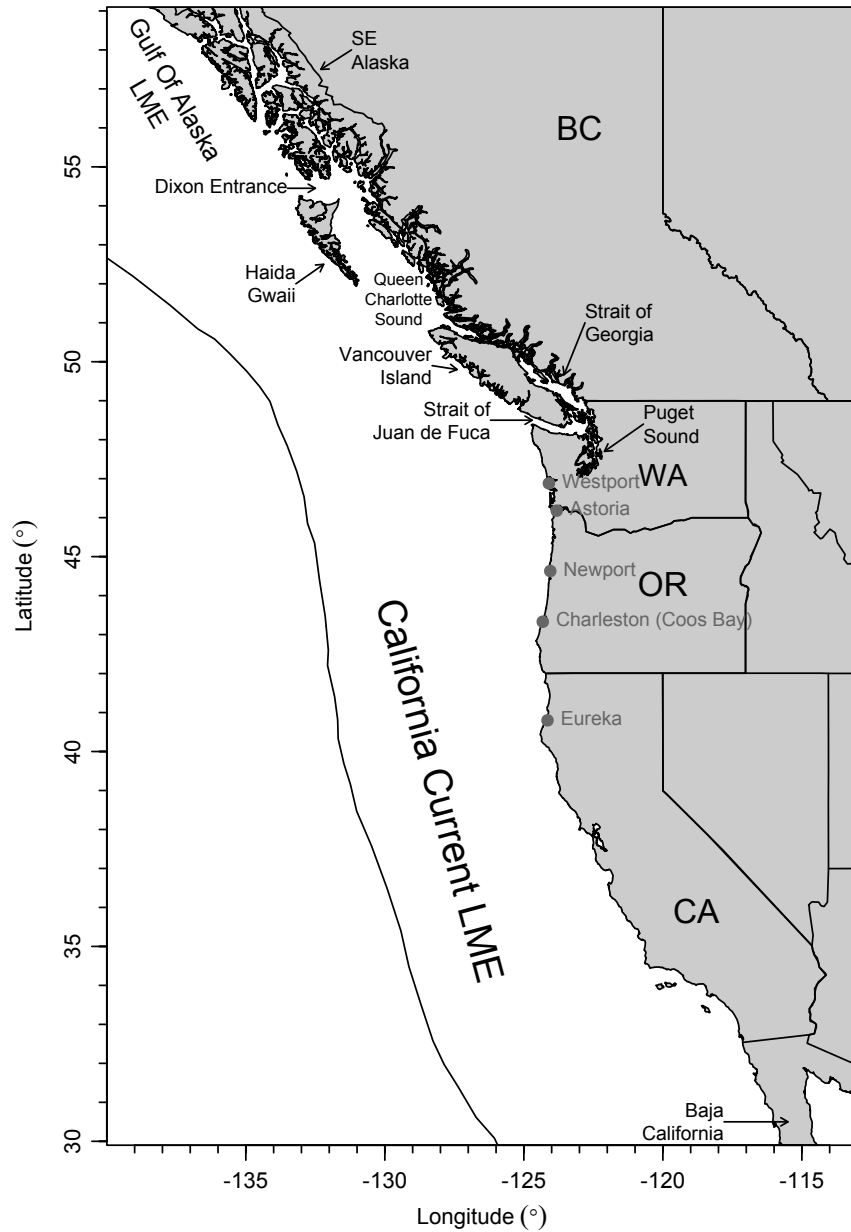 SE
Alaska
Gulf Of Alaska
LME
BC
Dixon Entrance
Haida
Gwaii
Queen
Charlotte
Sound
Strait of
Georgia
Vancouver
Island
Strait of
Juan de Fuca
Puget
Sound
WA
Westport
Astoria
Newport
OR
Charleston (Coos Bay)
Eureka
California Current LME
CA
Baja
California
55
50
45
40
35
30
Latitude (°)
-135
-130
-125
-120
-115
Longitude (°)